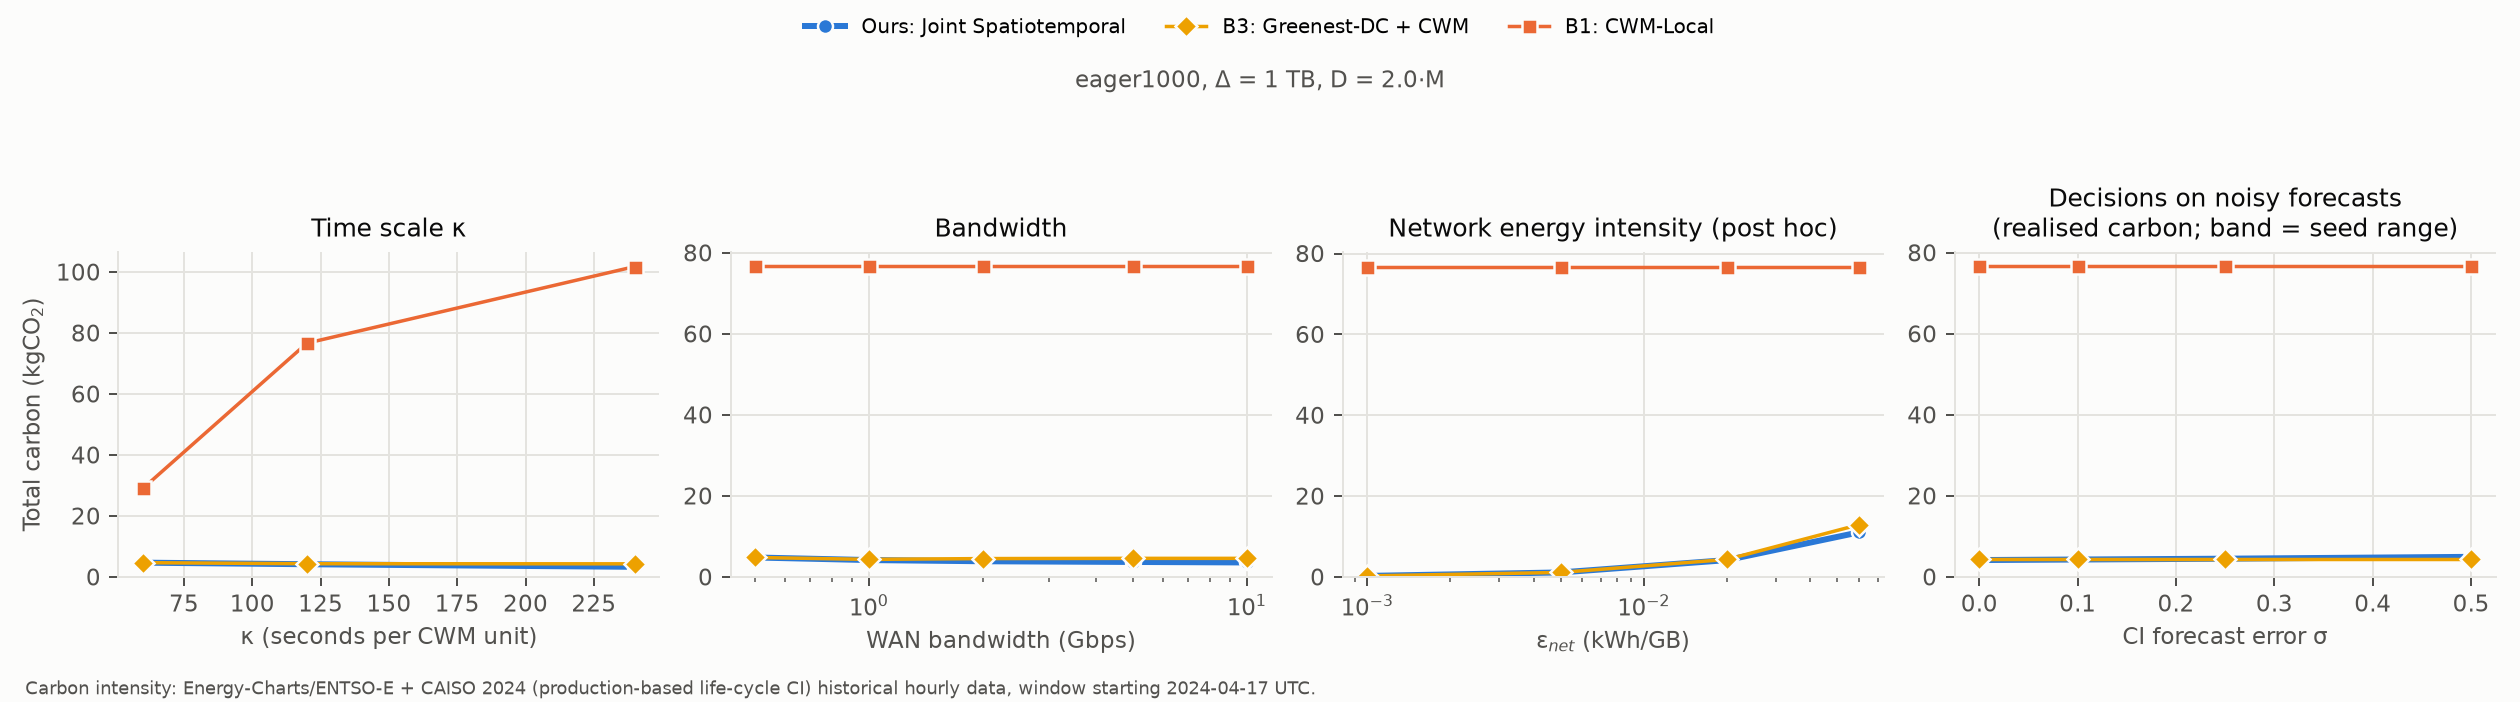 Ours: Joint Spatiotemporal B3: Greenest-DC + CWM B1: CWM-Local
eager1000, Δ = 1 TB, D = 2.0·M
Time scale κ
Total carbon (kgCO₂)
100
80
60
40
20
0
75 100 125 150 175 200 225
κ (seconds per CWM unit)
Bandwidth
80
60
40
20
0
10⁰ 10¹
WAN bandwidth (Gbps)
Network energy intensity (post hoc)
80
60
40
20
0
10⁻³ 10⁻²
εnet (kWh/GB)
Decisions on noisy forecasts
(realised carbon; band = seed range)
80
60
40
20
0
0.0 0.1 0.2 0.3 0.4 0.5
CI forecast error σ
Carbon intensity: Energy-Charts/ENTSO-E + CAISO 2024 (production-based life-cycle CI) historical hourly data, window starting 2024-04-17 UTC.